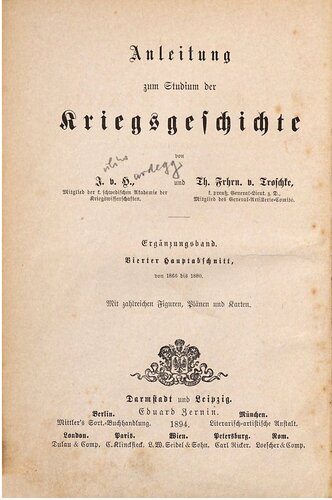 Anleitung
zum Studium der
Kriegsgeschichte
von
J. v. H., und Th. Frhrn. v. Troschke,
Mitglied der k. schwedischen Akademie der Kriegswissenschaften.
k. preuß. General-Lieut. z. D., Mitglied des General-Artillerie-Comite.
Ergänzungsband.
Vierter Hauptabschnitt,
von 1866 bis 1880.
Mit zahlreichen Figuren, Plänen und Karten.
Darmstadt und Leipzig.
Eduard Zernin.
Berlin. 1894. München.
Mittler's Sort.-Buchhandlung. Literarisch-artistische Anstalt.
London. Paris. Wien. Petersburg. Rom.
Dulau & Comp. C. Klincksieck. L. W. Seidel & Sohn. Carl Ricker. Loescher & Comp.